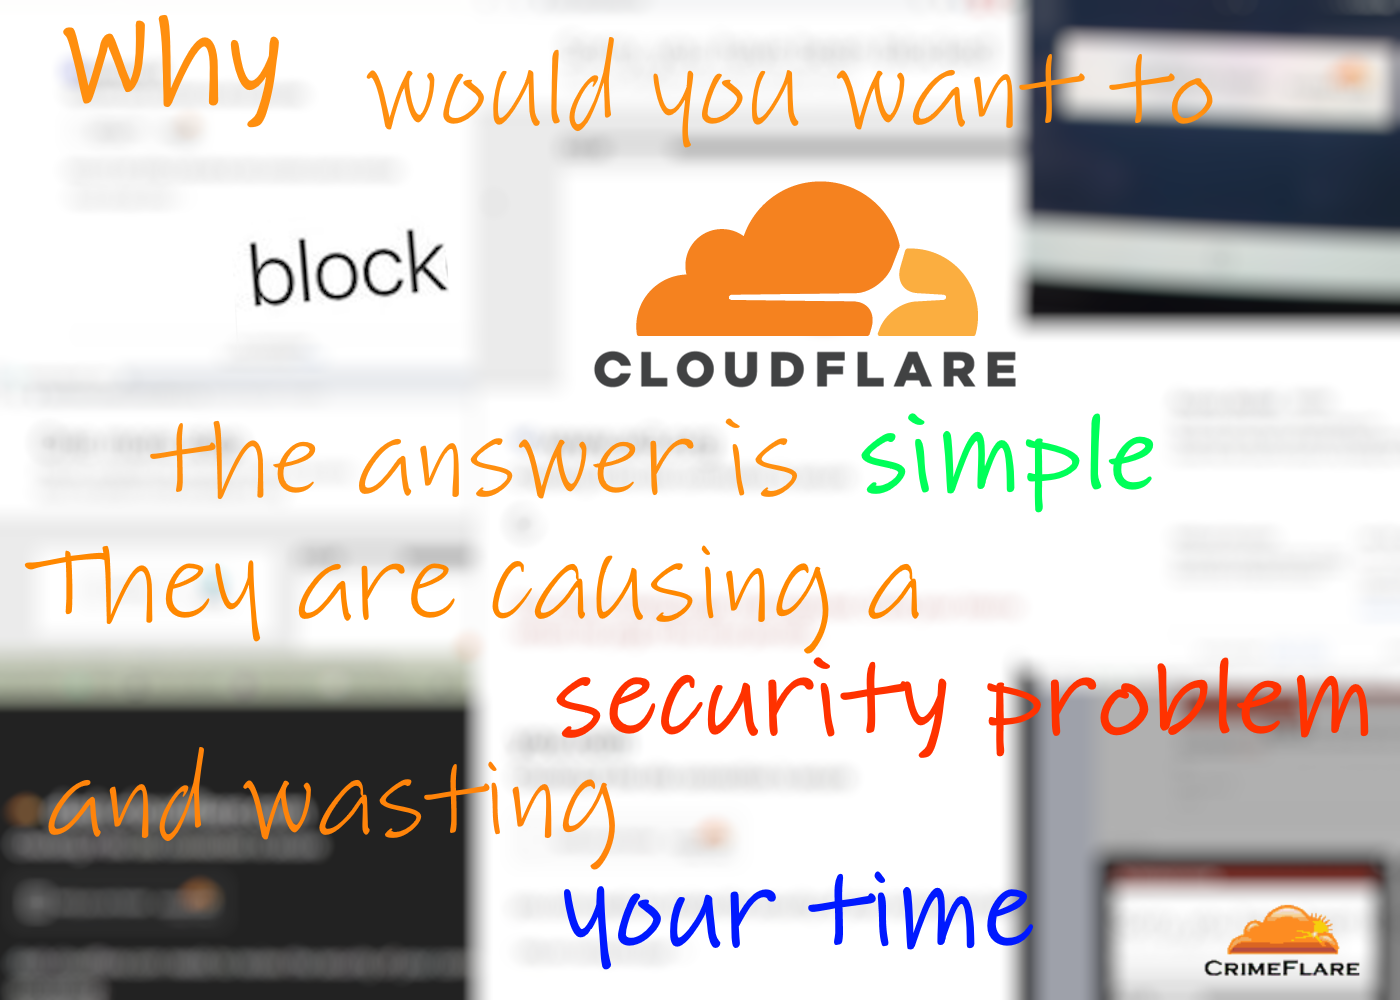 Why would you want to
block
CLOUDFLARE
the answer is simple
They are causing a
security problem
and wasting
your time
CRIMEFLARE